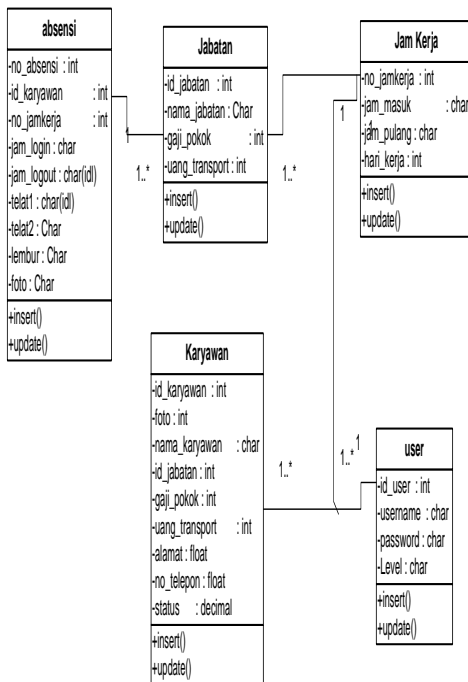 absensi
-no_absensi : int
-id_karyawan : int
-no_jamkerja : int
-jam_login : char
-jam_logout : char(idl)
-telat1 : char(idl)
-telat2 : Char
-lembur : Char
-foto : Char
+insert()
+update()
1
1..*
Jabatan
-id_jabatan : int
-nama_jabatan : Char
-gaji_pokok : int
-uang_transport : int
+insert()
+update()
1..*
1
Jam Kerja
-no_jamkerja : int
-jam_masuk : char
-jam_pulang : char
-hari_kerja : int
+insert()
+update()
1
Karyawan
-id_karyawan : int
-foto : int
-nama_karyawan : char
-id_jabatan : int
-gaji_pokok : int
-uang_transport : int
-alamat : float
-no_telepon : float
-status : decimal
+insert()
+update()
1..*
1..*
1
user
-id_user : int
-username : char
-password : char
-Level : char
+insert()
+update()